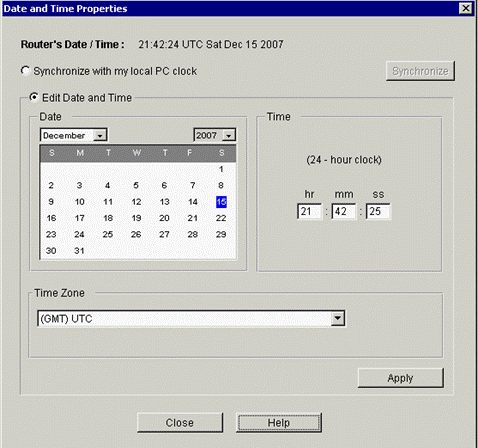 Date and Time Properties
Router's Date / Time : 21:42:24 UTC Sat Dec 15 2007
Synchronize with my local PC clock
Synchronize
Edit Date and Time
Date
December 2007
S M T W T F S
1
2 3 4 5 6 7 8
9 10 11 12 13 14 15
16 17 18 19 20 21 22
23 24 25 26 27 28 29
30 31
Time
(24 - hour clock)
hr mm ss
21 : 42 : 25
Time Zone
(GMT) UTC
Apply
Close Help